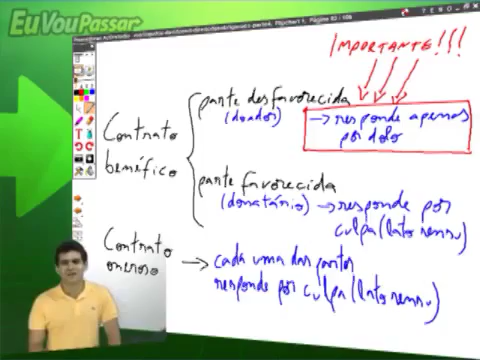 EuVouPassar
IMPORTANTE!!!
parte desfavorecida
(doador)
→ responde apenas
por dolo
Contrato
benéfico
parte favorecida
(donatário) → responde por
culpa (lato sensu)
Contrato
oneroso
→ cada uma das partes
responde por culpa (lato sensu)